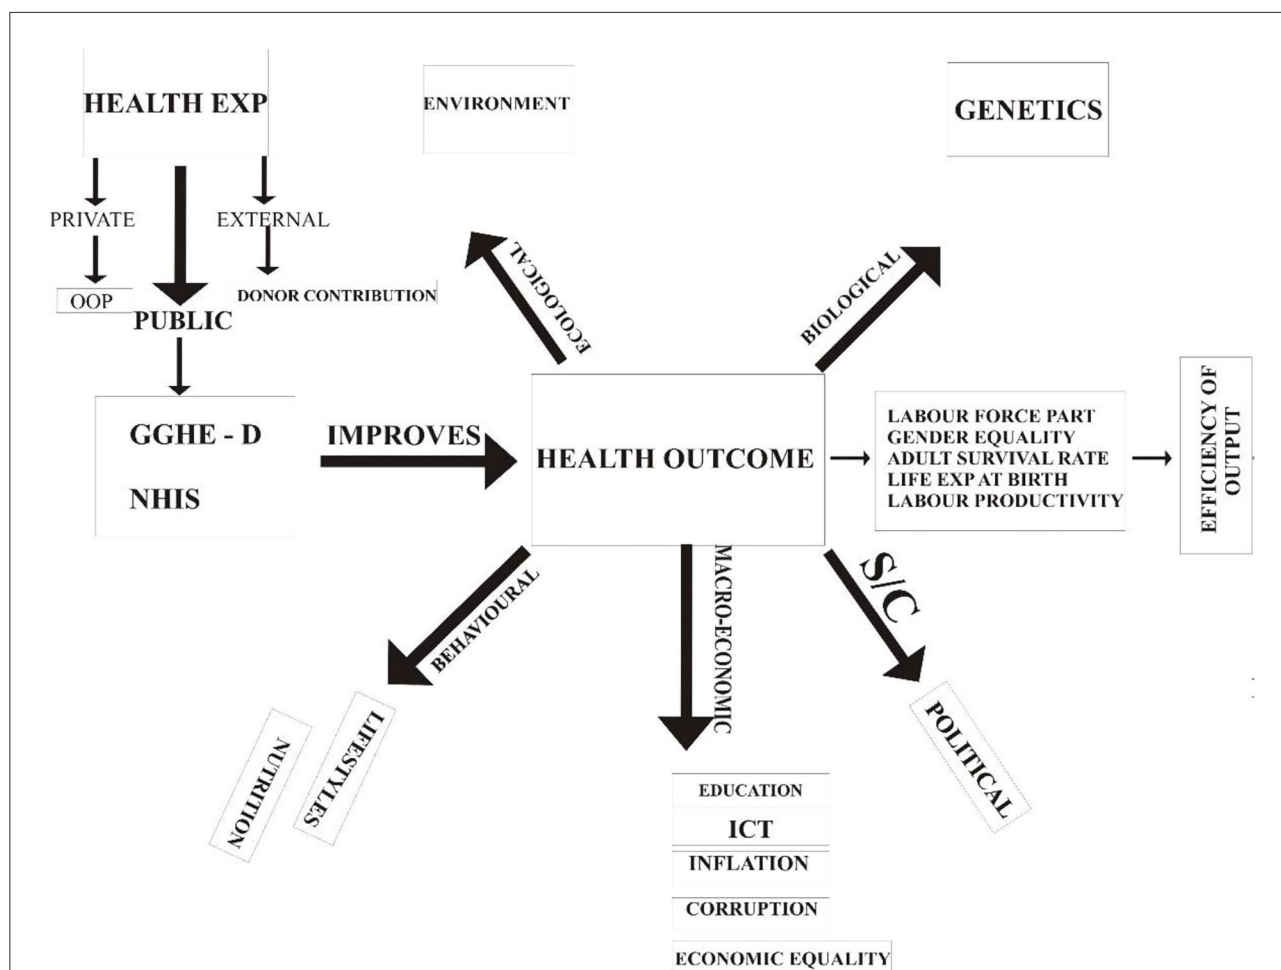 HEALTH EXP
ENVIRONMENT
GENETICS
PRIVATE
EXTERNAL
OOP
DONOR CONTRIBUTION
PUBLIC
ECOLOGICAL
BIOLOGICAL
GGHE - D
NHIS
IMPROVES
HEALTH OUTCOME
LABOUR FORCE PART
GENDER EQUALITY
ADULT SURVIVAL RATE
LIFE EXP AT BIRTH
LABOUR PRODUCTIVITY
EFFICIENCY OF
OUTPUT
BEHAVIOURAL
MACRO-ECONOMIC
S/C
LIFESTYLES
NUTRITION
POLITICAL
EDUCATION
ICT
INFLATION
CORRUPTION
ECONOMIC EQUALITY